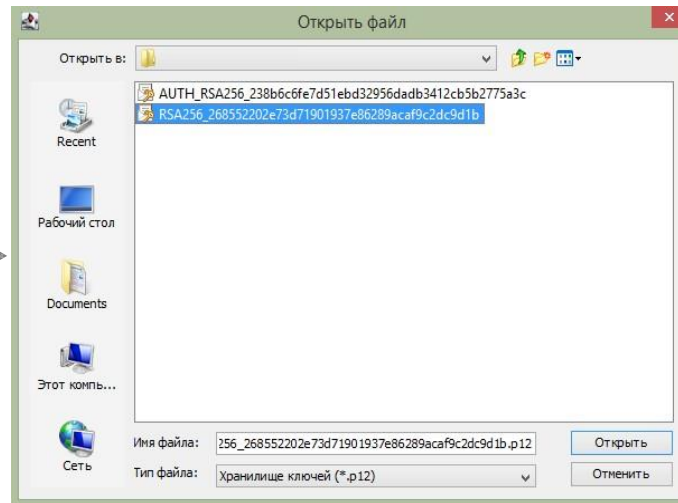 Открыть файл
Открыть в:
AUTH_RSA256_238b6c6fe7d51ebd32956dadb3412cb5b2775a3c
RSA256_268552202e73d71901937e86289acaf9c2dc9d1b
Recent
Рабочий стол
Documents
Этот компь...
Сеть
Имя файла: 256_268552202e73d71901937e86289acaf9c2dc9d1b.p12 Открыть
Тип файла: Хранилище ключей (*.p12) Отменить